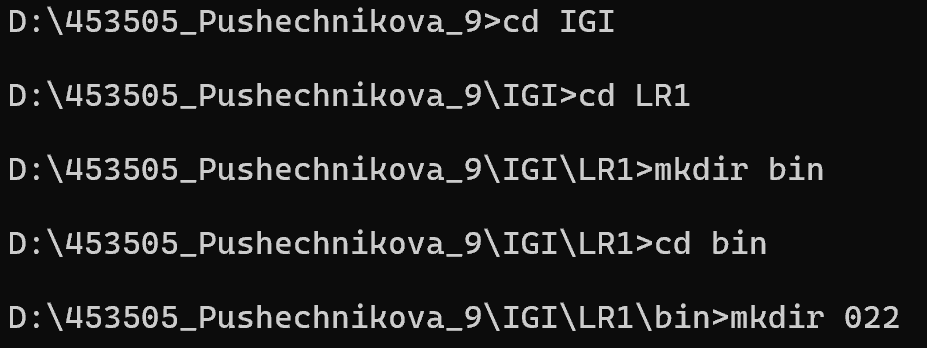 D:\453505_Pushechnikova_9>cd IGI
D:\453505_Pushechnikova_9\IGI>cd LR1
D:\453505_Pushechnikova_9\IGI\LR1>mkdir bin
D:\453505_Pushechnikova_9\IGI\LR1>cd bin
D:\453505_Pushechnikova_9\IGI\LR1\bin>mkdir 022